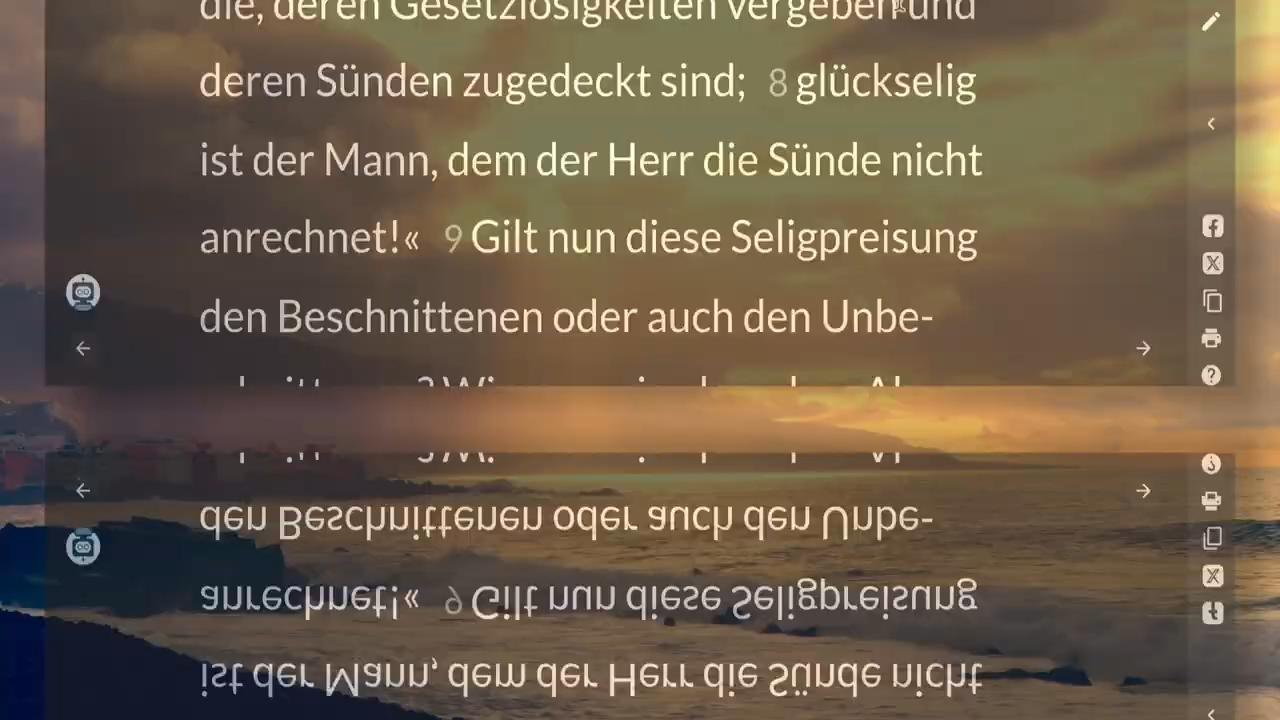 die, deren Gesetzlosigkeiten vergeben und
deren Sünden zugedeckt sind; 8 glückselig
ist der Mann, dem der Herr die Sünde nicht
anrechnet!« 9 Gilt nun diese Seligpreisung
den Beschnittenen oder auch den Unbe-
den Beschnittenen oder auch den Unbe-
anrechnet!« 9 Gilt nun diese Seligpreisung
ist der Mann, dem der Herr die Sünde nicht